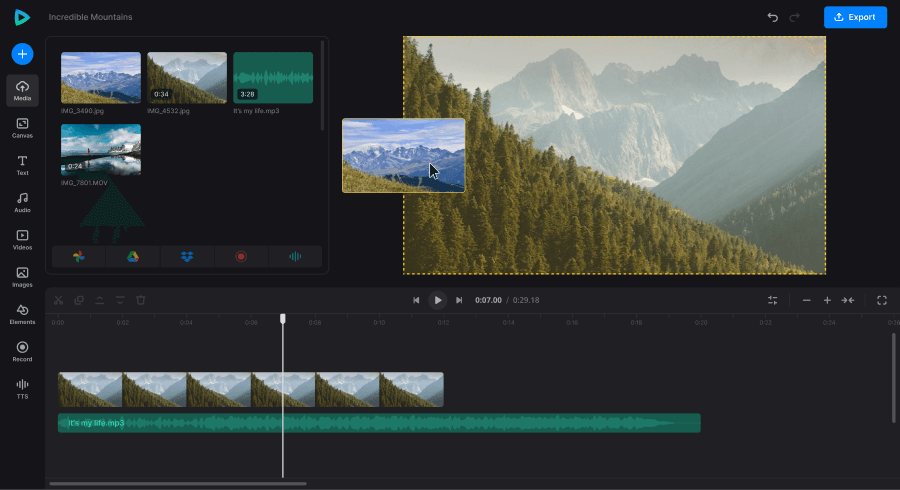 Incredible Mountains
Export
Media
Canvas
Text
Audio
Videos
Images
Elements
Record
TTS
0:34
3:28
IMG_3490.jpg
IMG_4532.jpg
It's my life.mp3
0:24
IMG_7801.MOV
0:07.00 / 0:29.18
0:00 0:02 0:04 0:06 0:08 0:10 0:12 0:14 0:16 0:18 0:20 0:22 0:24
It's my life.mp3